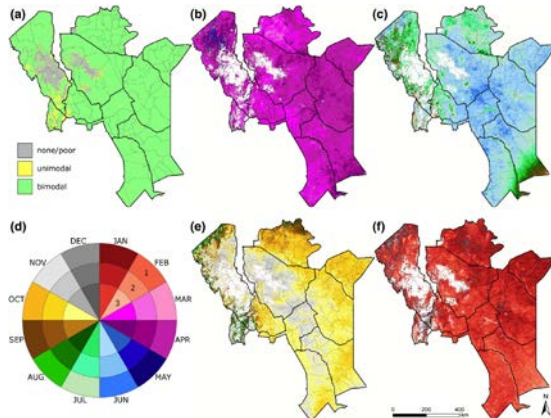 (a)
(b)
(c)
none/poor
unimodal
bimodal
(d)
(e)
(f)
DEC
JAN
NOV
FEB
1
2
3
OCT
MAR
SEP
APR
AUG
MAY
JUL
JUN
0 200 400
km
N